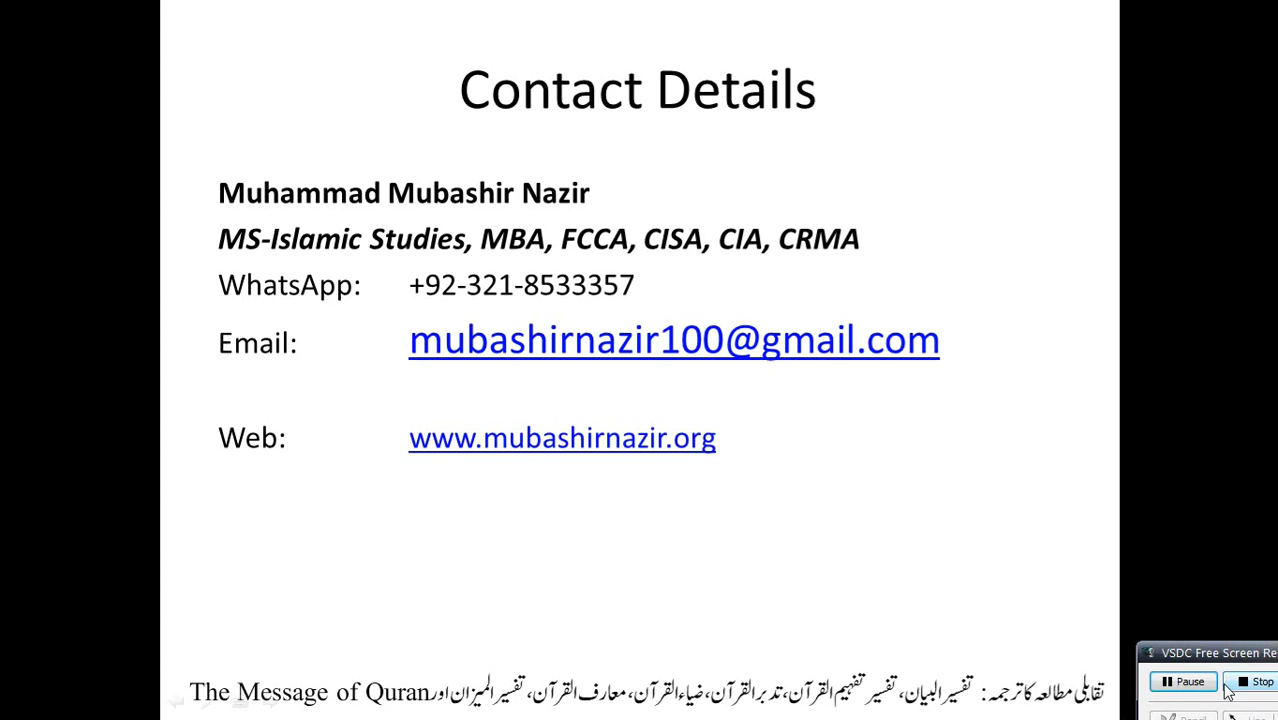 Contact Details
Muhammad Mubashir Nazir
MS-Islamic Studies, MBA, FCCA, CISA, CIA, CRMA
WhatsApp: +92-321-8533357
Email: mubashirnazir100@gmail.com
Web: www.mubashirnazir.org
تقابلی مطالعہ کا ترجمہ: تفسیر البیان، تفسیر تفہیم القرآن، تدبر القرآن، ضیاء القرآن، معارف القرآن، تفسیر المیزان اور The Message of Quran
VSDC Free Screen Re
Pause Stop